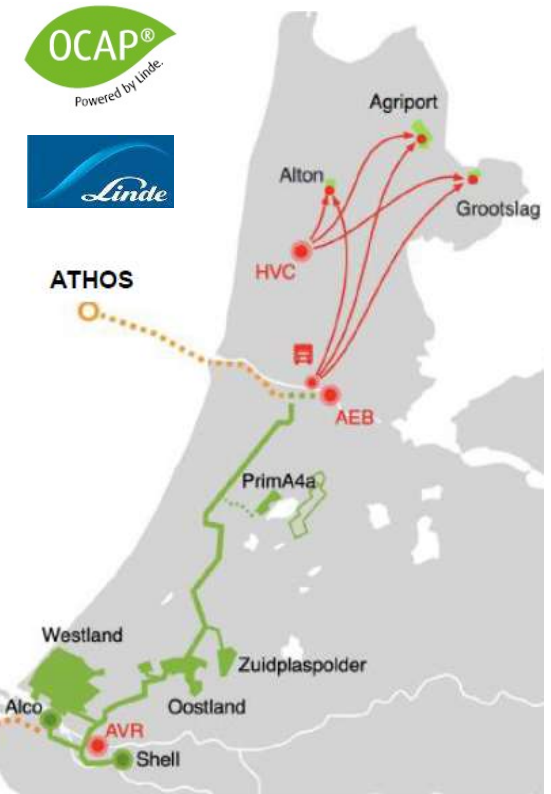 OCAP®
Powered by Linde.
Linde
Agriport
Alton
Grootslag
HVC
ATHOS
AEB
PrimA4a
Westland
Zuidplaspolder
Oostland
Alco
AVR
Shell